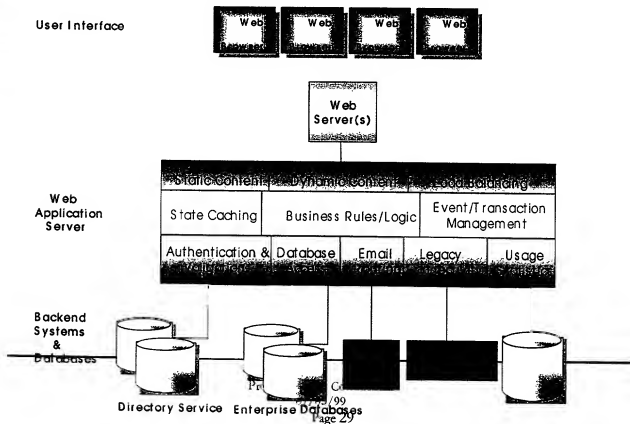 User Interface
Web Web Web Web
Web
Server(s)
Static Content Dynamic Content Load Balancing
Web
Application
Server
State Caching
Business Rules/Logic
Event/Transaction
Management
Authentication &
Database
Email
Legacy
Usage
Backend
Systems
&
Databases
Directory Service
Enterprise Databases
/99
Page 29